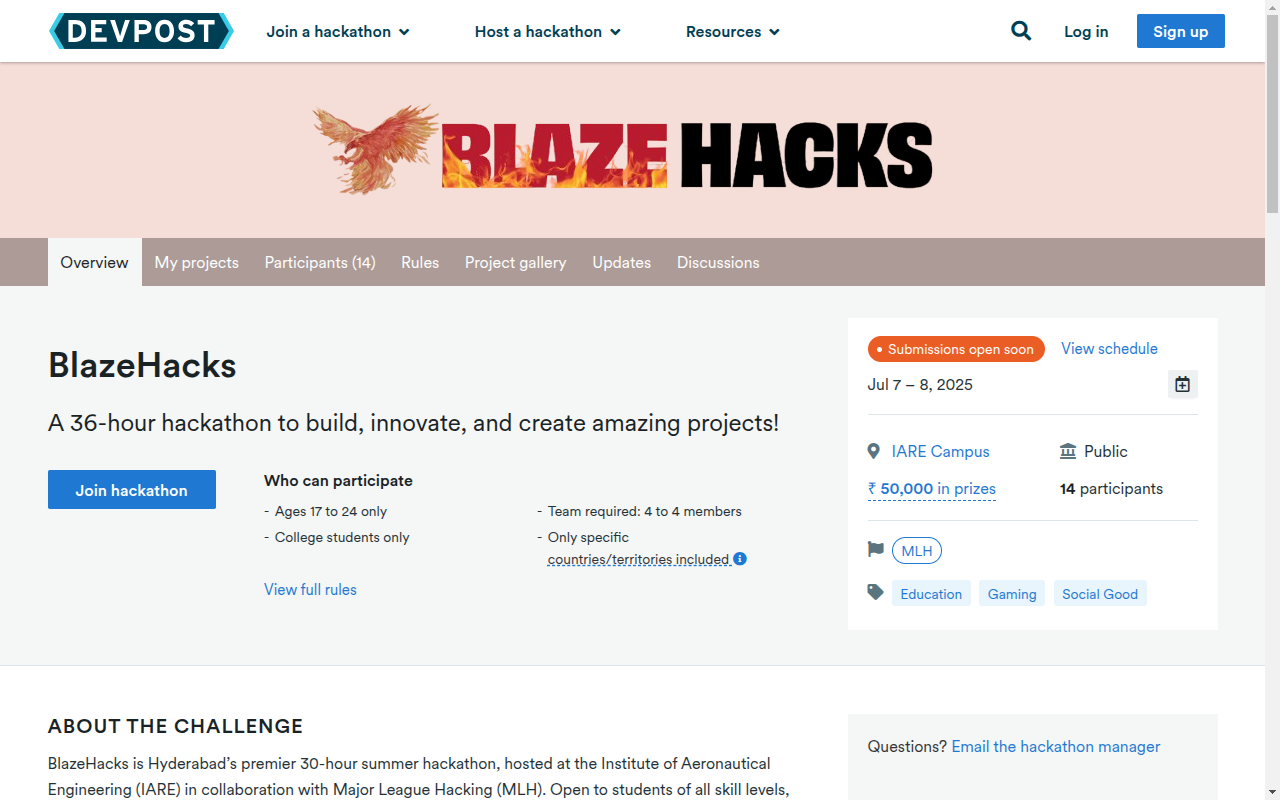 DEVPOST
Join a hackathon
Host a hackathon
Resources
Log in
Sign up
BLAZE HACKS
Overview
My projects
Participants (14)
Rules
Project gallery
Updates
Discussions
BlazeHacks
A 36-hour hackathon to build, innovate, and create amazing projects!
Join hackathon
Who can participate
- Ages 17 to 24 only
- College students only
- Team required: 4 to 4 members
- Only specific
countries/territories included
View full rules
Submissions open soon
View schedule
Jul 7 – 8, 2025
IARE Campus
Public
₹ 50,000 in prizes
14 participants
MLH
Education
Gaming
Social Good
ABOUT THE CHALLENGE
BlazeHacks is Hyderabad’s premier 30-hour summer hackathon, hosted at the Institute of Aeronautical
Engineering (IARE) in collaboration with Major League Hacking (MLH). Open to students of all skill levels,
Questions? Email the hackathon manager